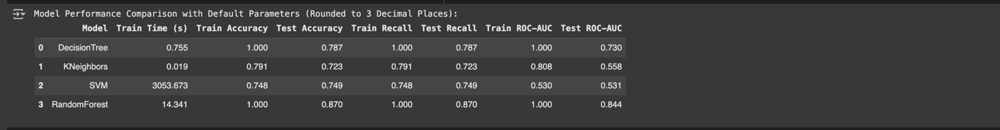 Model Performance Comparison with Default Parameters (Rounded to 3 Decimal Places):
Model Train Time (s) Train Accuracy Test Accuracy Train Recall Test Recall Train ROC-AUC Test ROC-AUC
0 DecisionTree 0.755 1.000 0.787 1.000 0.787 1.000 0.730
1 KNeighbors 0.019 0.791 0.723 0.791 0.723 0.808 0.558
2 SVM 3053.673 0.748 0.749 0.748 0.749 0.530 0.531
3 RandomForest 14.341 1.000 0.870 1.000 0.870 1.000 0.844